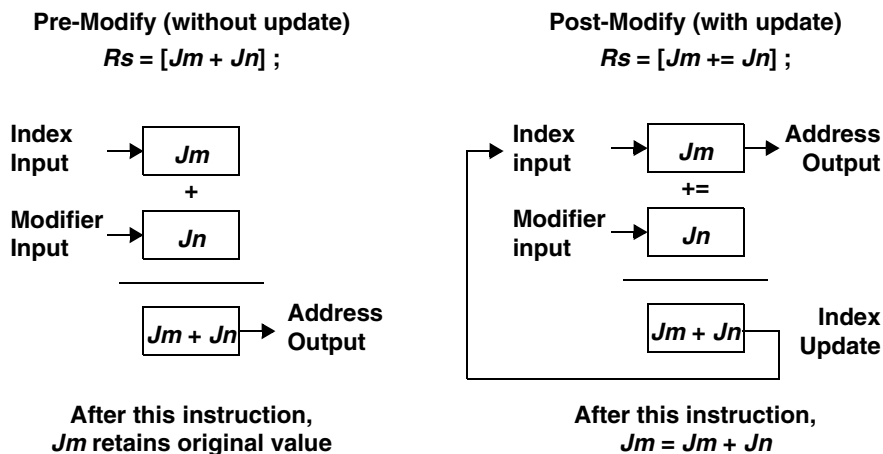 Pre-Modify (without update)
Rs = [Jm + Jn] ;
Index
Input
Jm
+
Modifier
Input
Jn
Jm + Jn
Address
Output
After this instruction,
Jm retains original value
Post-Modify (with update)
Rs = [Jm += Jn] ;
Index
input
Jm
Address
Output
+=
Modifier
input
Jn
Jm + Jn
Index
Update
After this instruction,
Jm = Jm + Jn